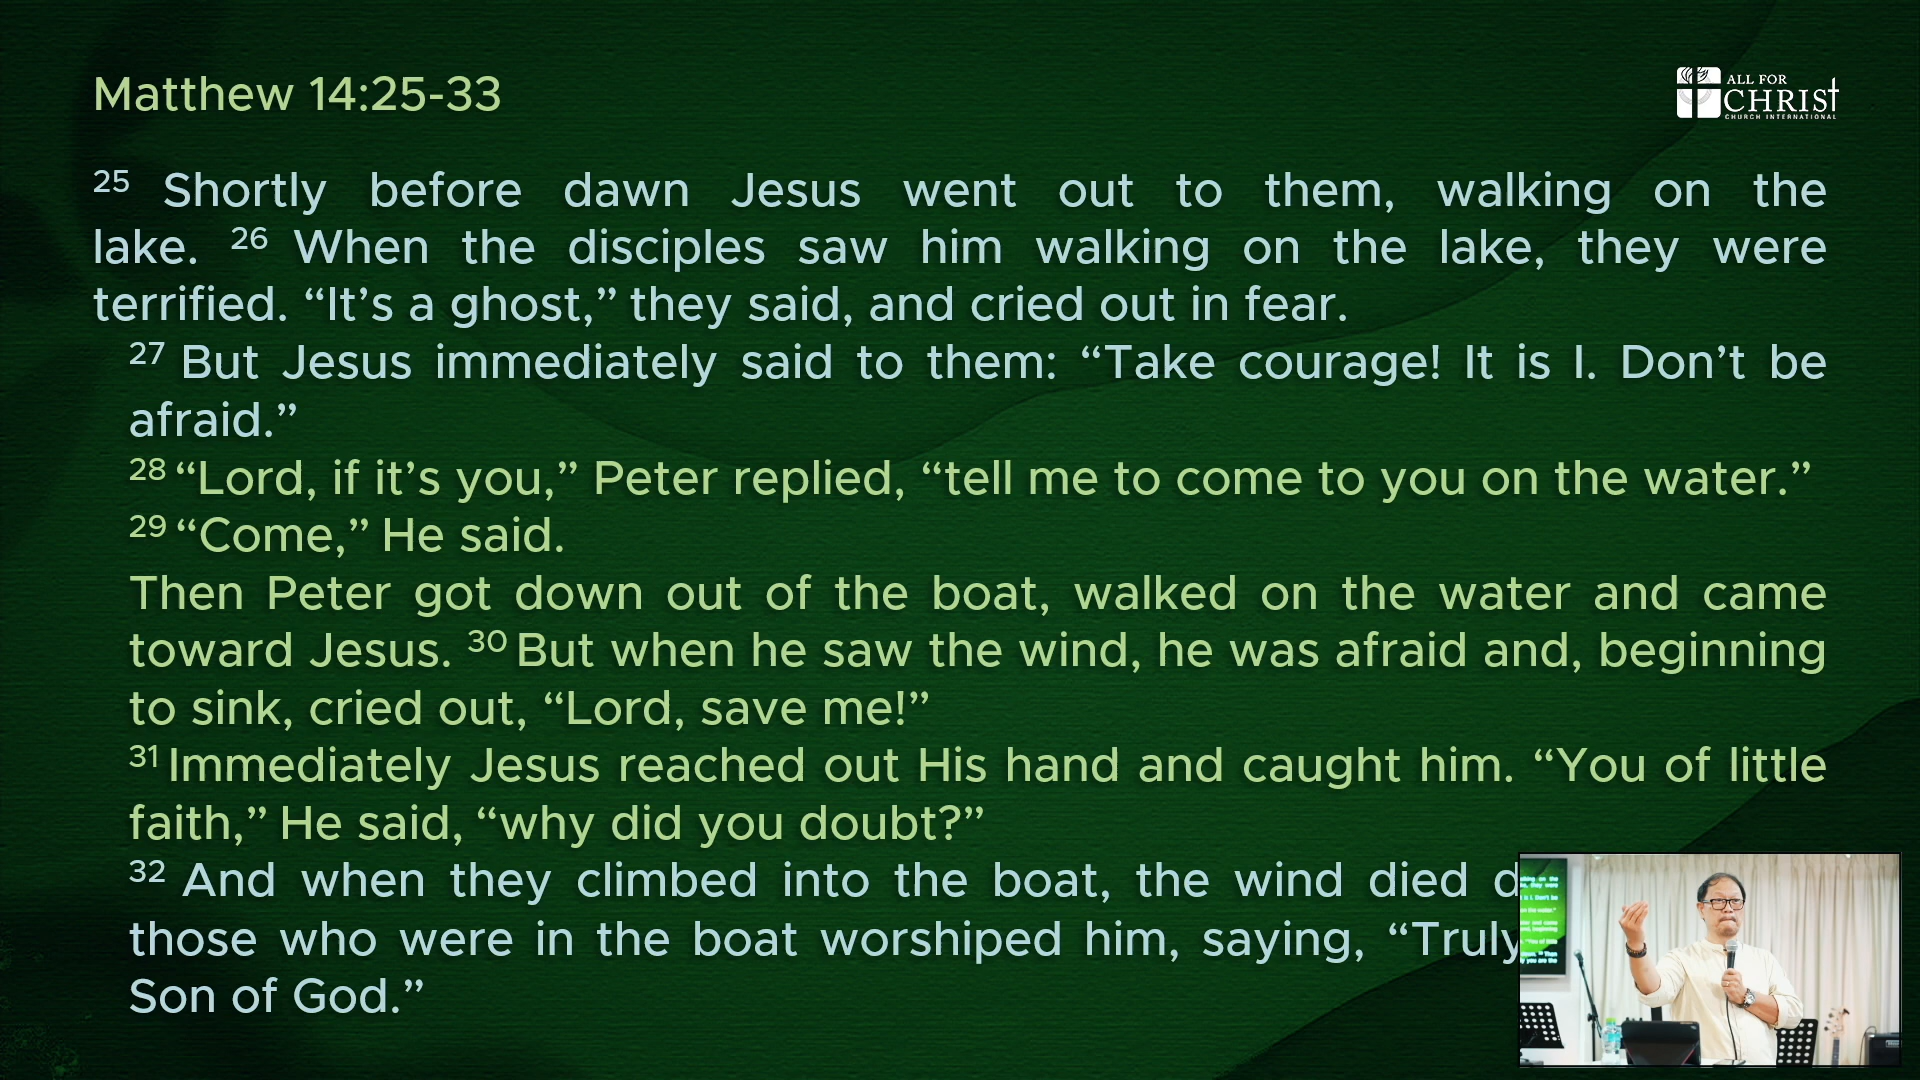 Matthew 14:25-33
ALL FOR
CHRIST
CHURCH INTERNATIONAL
25 Shortly before dawn Jesus went out to them, walking on the
lake. 26 When the disciples saw him walking on the lake, they were
terrified. “It’s a ghost,” they said, and cried out in fear.
27 But Jesus immediately said to them: “Take courage! It is I. Don’t be
afraid.”
28 “Lord, if it’s you,” Peter replied, “tell me to come to you on the water.”
29 “Come,” He said.
Then Peter got down out of the boat, walked on the water and came
toward Jesus. 30 But when he saw the wind, he was afraid and, beginning
to sink, cried out, “Lord, save me!”
31 Immediately Jesus reached out His hand and caught him. “You of little
faith,” He said, “why did you doubt?”
32 And when they climbed into the boat, the wind died
those who were in the boat worshiped him, saying, “Truly
Son of God.”